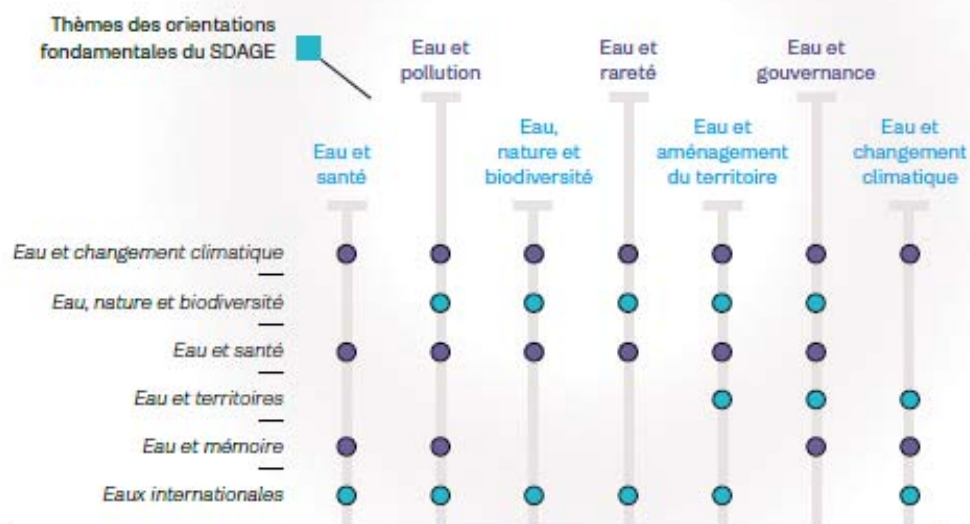 Thèmes des orientations
fondamentales du SDAGE
Eau et
pollution
Eau et
rareté
Eau et
gouvernance
Eau et
santé
Eau,
nature et
biodiversité
Eau et
aménagement
du territoire
Eau et
changement
climatique
Eau et changement climatique
Eau, nature et biodiversité
Eau et santé
Eau et territoires
Eau et mémoire
Eaux internationales